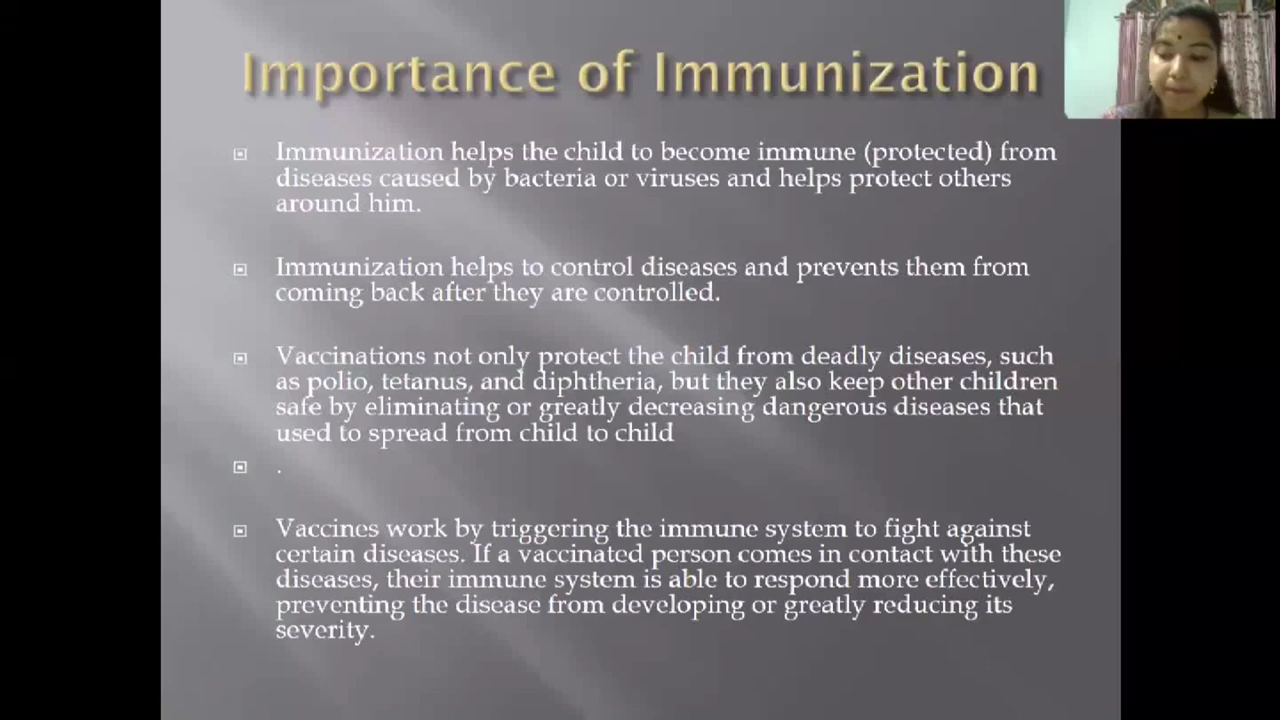 Importance of Immunization
Immunization helps the child to become immune (protected) from
diseases caused by bacteria or viruses and helps protect others
around him.
Immunization helps to control diseases and prevents them from
coming back after they are controlled.
Vaccinations not only protect the child from deadly diseases, such
as polio, tetanus, and diphtheria, but they also keep other children
safe by eliminating or greatly decreasing dangerous diseases that
used to spread from child to child
.
Vaccines work by triggering the immune system to fight against
certain diseases. If a vaccinated person comes in contact with these
diseases, their immune system is able to respond more effectively,
preventing the disease from developing or greatly reducing its
severity.